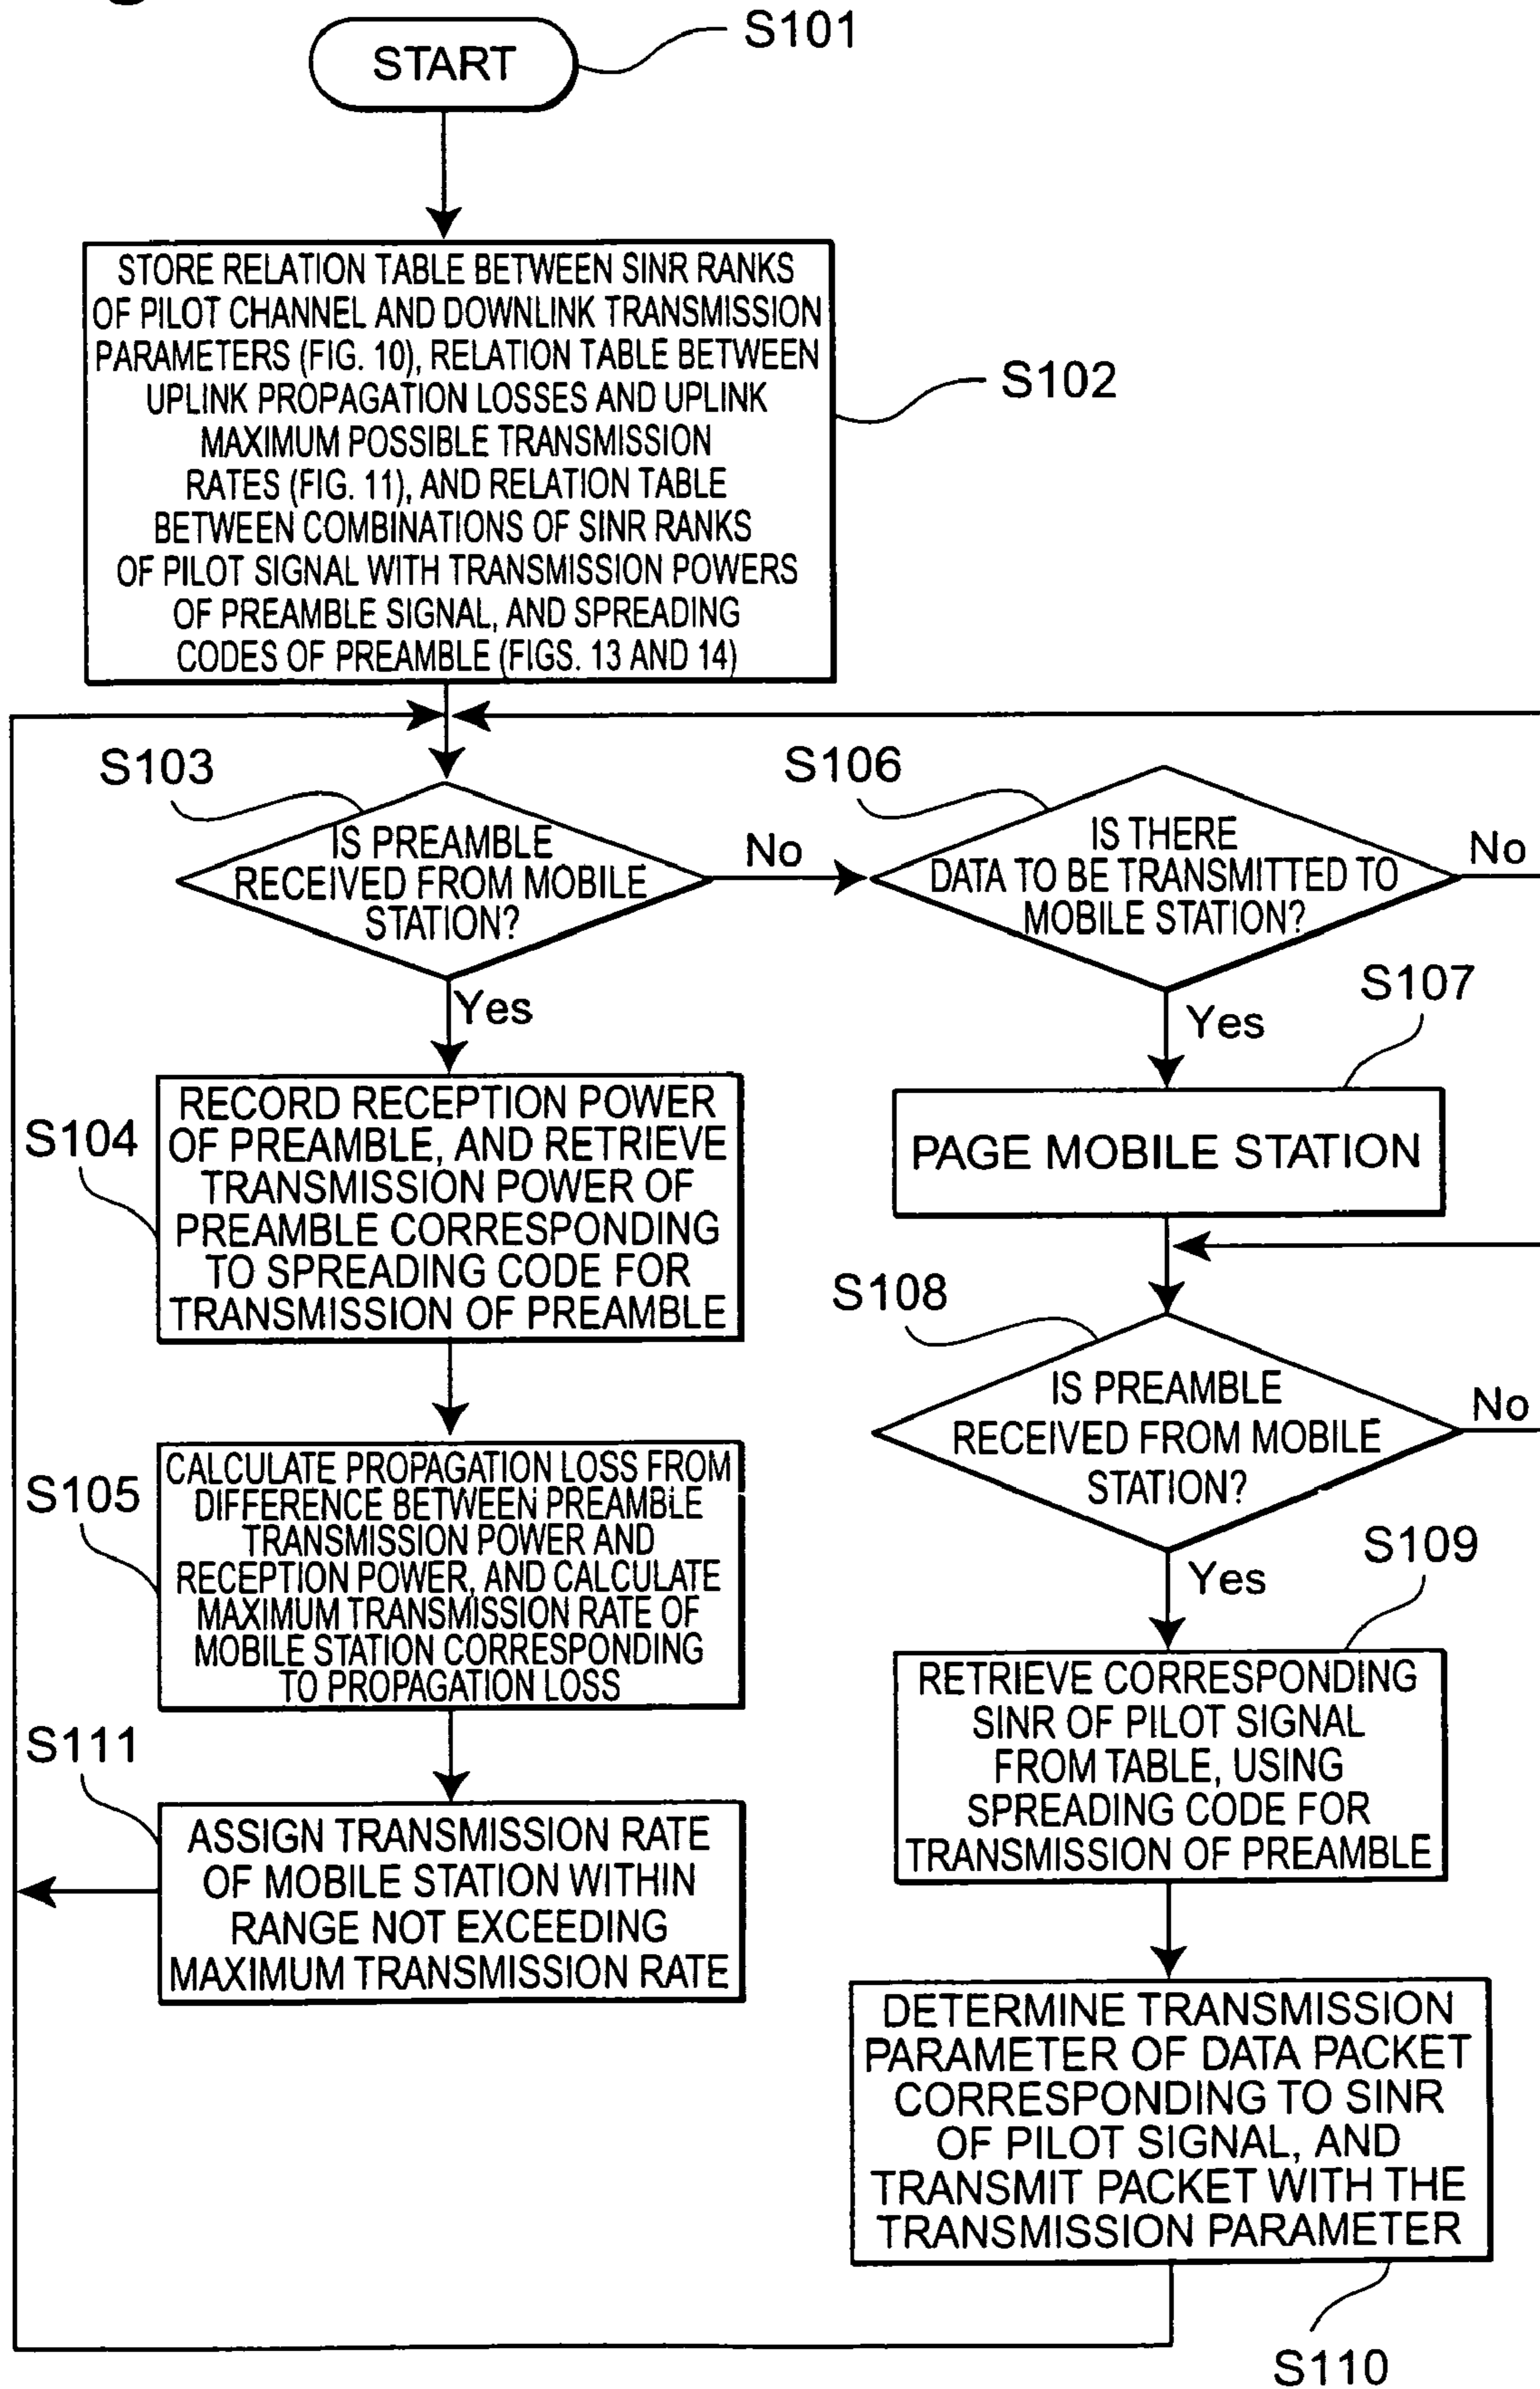 START
S101
STORE RELATION TABLE BETWEEN SINR RANKS
OF PILOT CHANNEL AND DOWNLINK TRANSMISSION
PARAMETERS (FIG. 10), RELATION TABLE BETWEEN
UPLINK PROPAGATION LOSSES AND UPLINK
MAXIMUM POSSIBLE TRANSMISSION
RATES (FIG. 11), AND RELATION TABLE
BETWEEN COMBINATIONS OF SINR RANKS
OF PILOT SIGNAL WITH TRANSMISSION POWERS
OF PREAMBLE SIGNAL, AND SPREADING
CODES OF PREAMBLE (FIGS. 13 AND 14)
S102
S103
IS PREAMBLE
RECEIVED FROM MOBILE
STATION?
No
Yes
S104
RECORD RECEPTION POWER
OF PREAMBLE, AND RETRIEVE
TRANSMISSION POWER OF
PREAMBLE CORRESPONDING
TO SPREADING CODE FOR
TRANSMISSION OF PREAMBLE
S105
CALCULATE PROPAGATION LOSS FROM
DIFFERENCE BETWEEN PREAMBLE
TRANSMISSION POWER AND
RECEPTION POWER, AND CALCULATE
MAXIMUM TRANSMISSION RATE OF
MOBILE STATION CORRESPONDING
TO PROPAGATION LOSS
S111
ASSIGN TRANSMISSION RATE
OF MOBILE STATION WITHIN
RANGE NOT EXCEEDING
MAXIMUM TRANSMISSION RATE
S106
IS THERE
DATA TO BE TRANSMITTED TO
MOBILE STATION?
No
Yes
S107
PAGE MOBILE STATION
S108
IS PREAMBLE
RECEIVED FROM MOBILE
STATION?
No
Yes
S109
RETRIEVE CORRESPONDING
SINR OF PILOT SIGNAL
FROM TABLE, USING
SPREADING CODE FOR
TRANSMISSION OF PREAMBLE
DETERMINE TRANSMISSION
PARAMETER OF DATA PACKET
CORRESPONDING TO SINR
OF PILOT SIGNAL, AND
TRANSMIT PACKET WITH THE
TRANSMISSION PARAMETER
S110